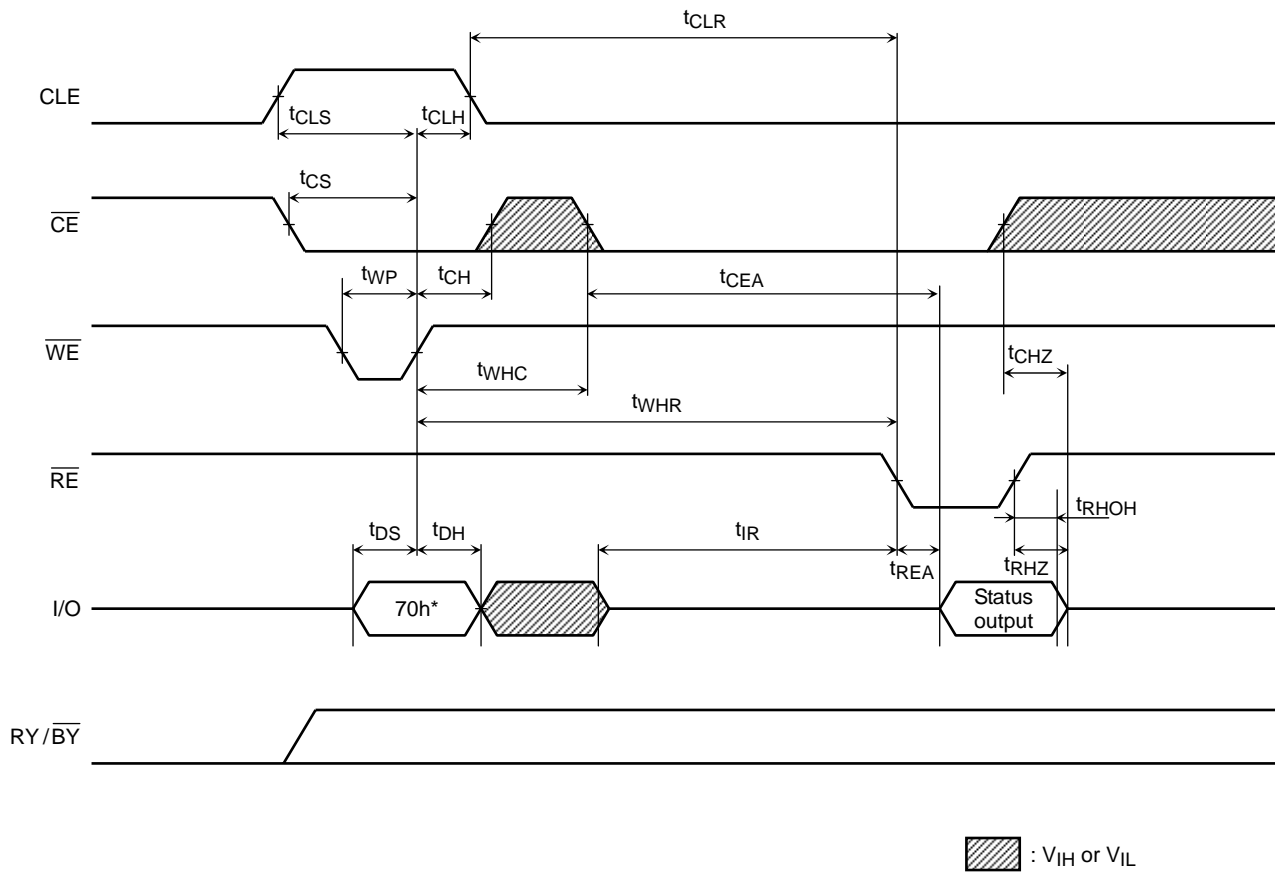 tCLR
CLE
tCLS
tCLH
tCS
CE
tWP
tCH
tCEA
WE
tWHC
tCHZ
tWHR
RE
tDS
tDH
tIR
tRHOH
tREA
tRHZ
I/O
70h*
Status
output
RY/BY
: VIH or VIL